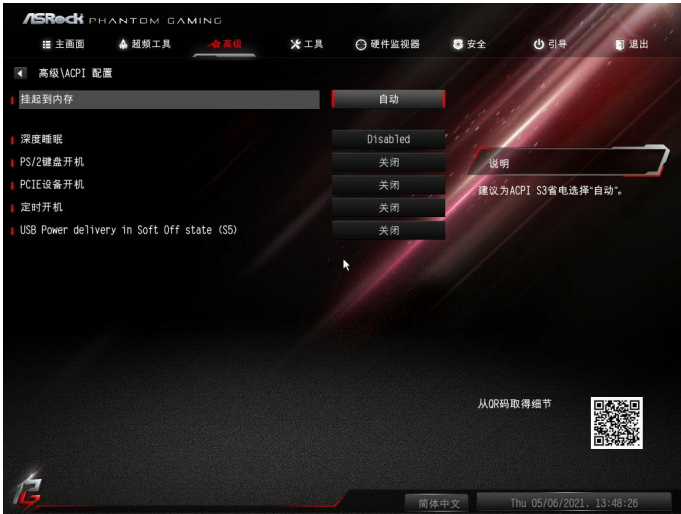 ASRock PHANTOM GAMING
主画面 超频工具 高级 工具 硬件监视器 安全 引导 退出
高级\ACPI 配置
挂起到内存 自动
深度睡眠 Disabled
PS/2键盘开机 关闭
说明
PCIE设备开机 关闭
建议为ACPI S3省电选择“自动”。
定时开机 关闭
USB Power delivery in Soft Off state (S5) 关闭
从QR码取得细节
简体中文 Thu 05/06/2021, 13:48:26